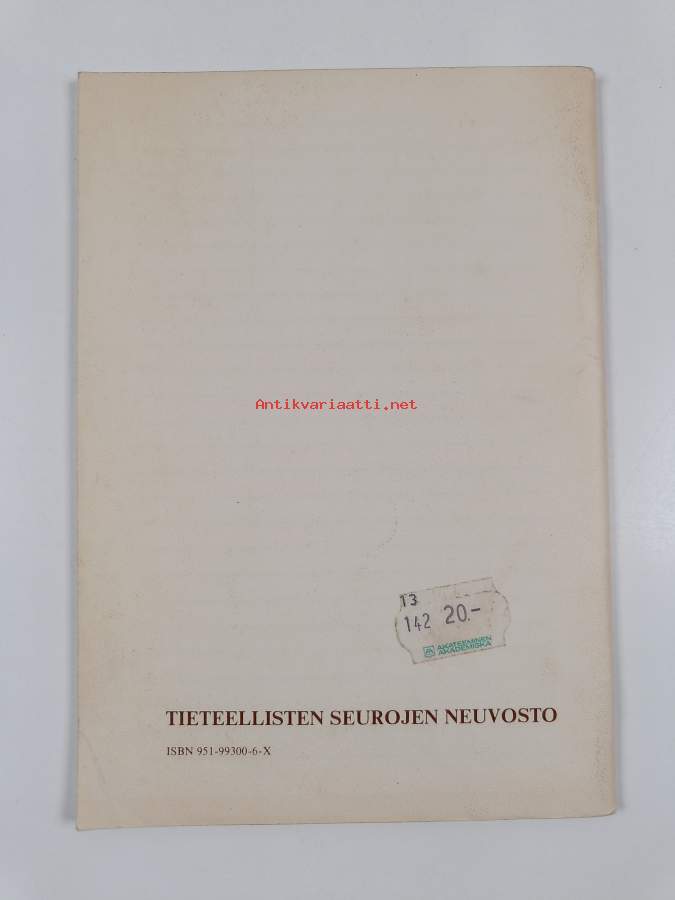 Antikvariaatti.net
13
142 20.-
AKATEEMINEN
AKADEMISKA
TIETEELLISTEN SEUROJEN NEUVOSTO
ISBN 951-99300-6-X